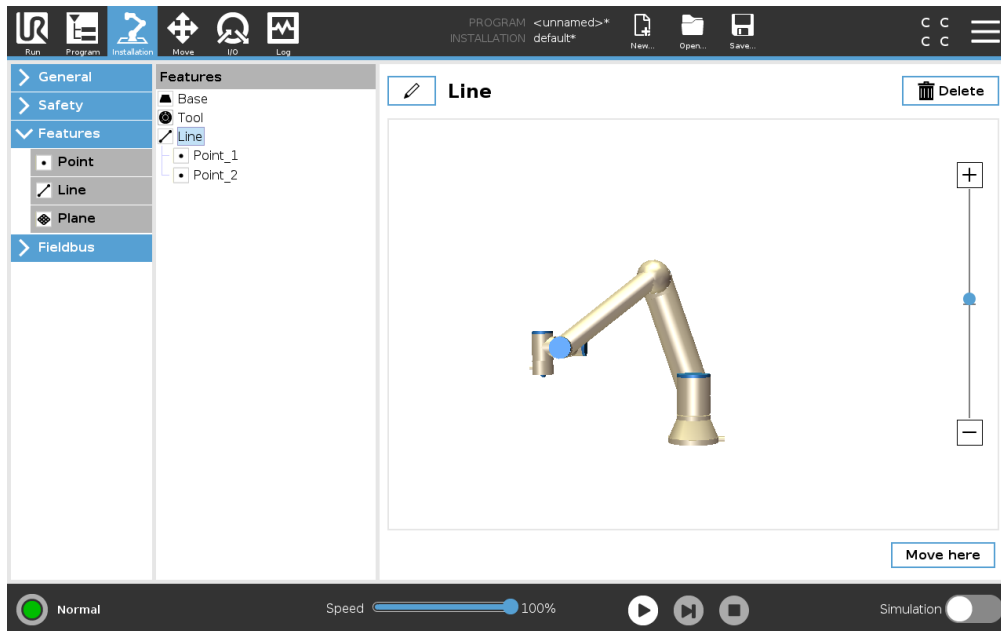 UR
Run Program Installation Move I/O Log
PROGRAM <unnamed>*
INSTALLATION default*
New... Open... Save...
C C
C C
General
Safety
Features
Point
Line
Plane
Fieldbus
Features
Base
Tool
Line
Point_1
Point_2
Line
Delete
+
−
Move here
Normal
Speed 100%
Simulation